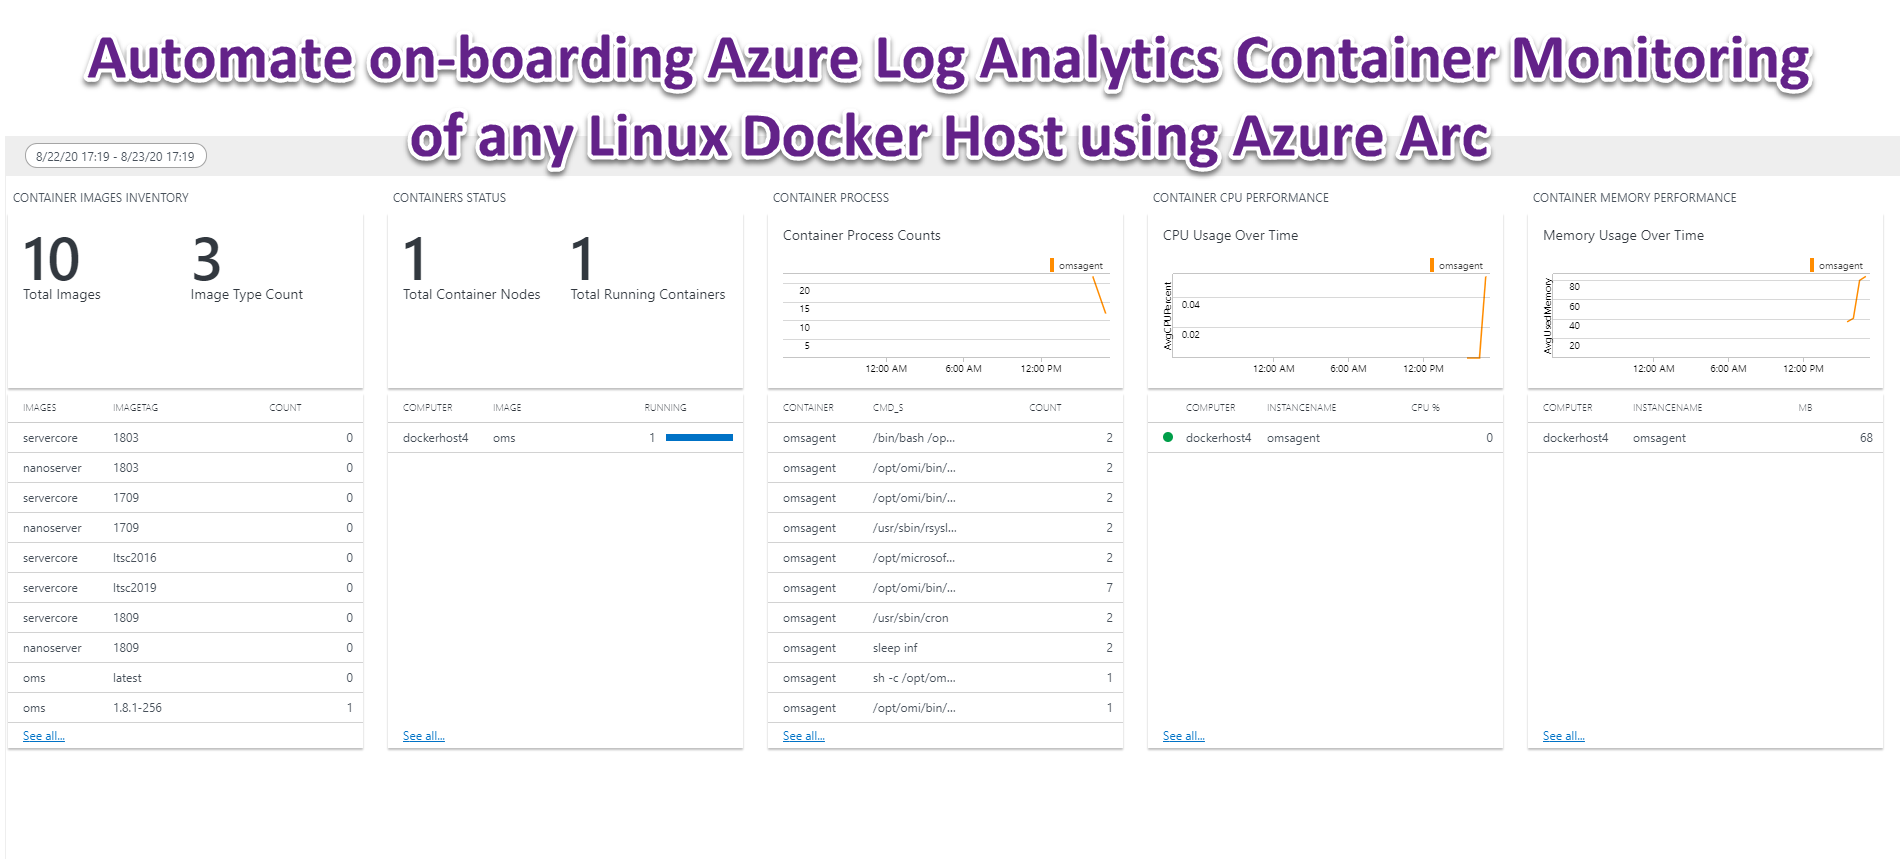 Automate on-boarding Azure Log Analytics Container Monitoring
of any Linux Docker Host using Azure Arc
8/22/20 17:19 - 8/23/20 17:19
CONTAINER IMAGES INVENTORY
10 3
Total Images Image Type Count
IMAGES IMAGETAG COUNT
servercore 1803 0
nanoserver 1803 0
servercore 1709 0
nanoserver 1709 0
servercore ltsc2016 0
servercore ltsc2019 0
servercore 1809 0
nanoserver 1809 0
oms latest 0
oms 1.8.1-256 1
See all...
CONTAINERS STATUS
1 1
Total Container Nodes Total Running Containers
COMPUTER IMAGE RUNNING
dockerhost4 oms 1
See all...
CONTAINER PROCESS
Container Process Counts
omsagent
20
15
10
5
12:00 AM 6:00 AM 12:00 PM
CONTAINER CMD_S COUNT
omsagent /bin/bash /op... 2
omsagent /opt/omi/bin/... 2
omsagent /opt/omi/bin/... 2
omsagent /usr/sbin/rsysl... 2
omsagent /opt/microsof... 2
omsagent /opt/omi/bin/... 7
omsagent /usr/sbin/cron 2
omsagent sleep inf 2
omsagent sh -c /opt/om... 1
omsagent /opt/omi/bin/... 1
See all...
CONTAINER CPU PERFORMANCE
CPU Usage Over Time
omsagent
AvgCPUPercent
0.04
0.02
12:00 AM 6:00 AM 12:00 PM
COMPUTER INSTANCENAME CPU %
dockerhost4 omsagent 0
See all...
CONTAINER MEMORY PERFORMANCE
Memory Usage Over Time
omsagent
AvgUsedMemory
80
60
40
20
12:00 AM 6:00 AM 12:00 PM
COMPUTER INSTANCENAME MB
dockerhost4 omsagent 68
See all...